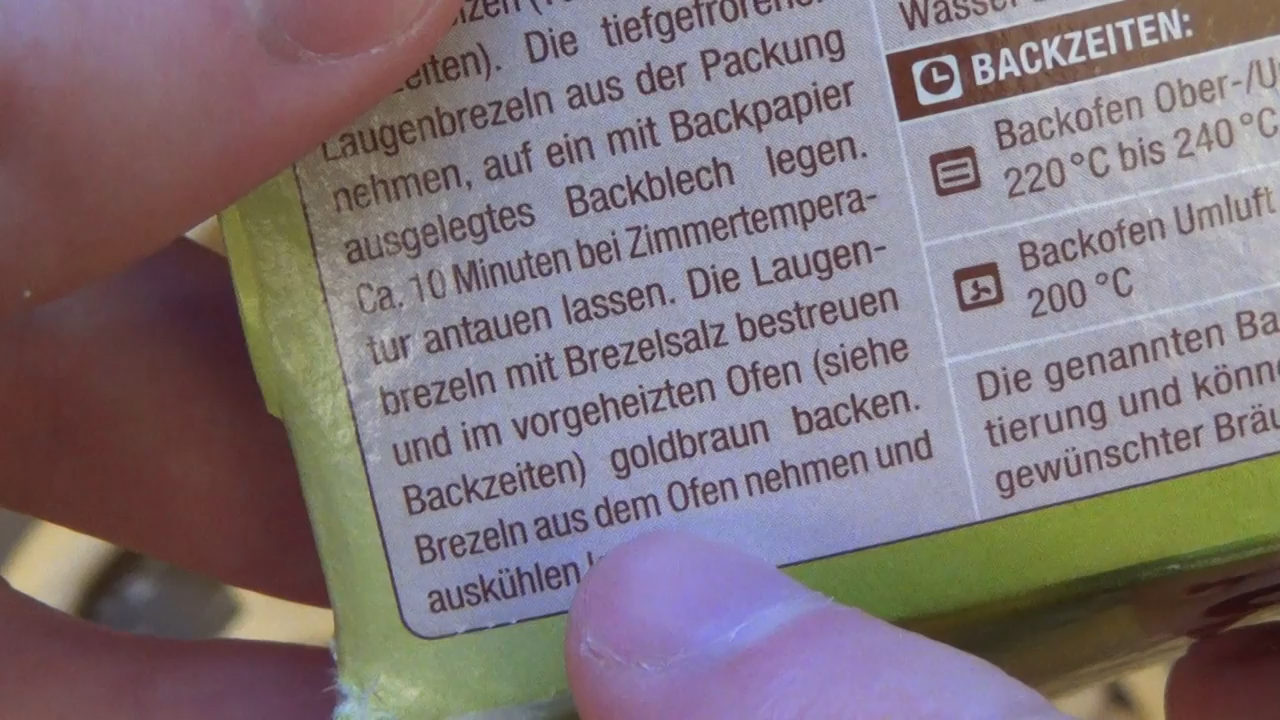 Die tiefgefrorenen
Laugenbrezeln aus der Packung
nehmen, auf ein mit Backpapier
ausgelegtes Backblech legen.
Ca. 10 Minuten bei Zimmertempera-
tur antauen lassen. Die Laugen-
brezeln mit Brezelsalz bestreuen
und im vorgeheizten Ofen (siehe
Backzeiten) goldbraun backen.
Brezeln aus dem Ofen nehmen und
auskühlen
Wasser
BACKZEITEN:
Backofen Ober-/U
220 °C bis 240 °C
Backofen Umluft
200 °C
Die genannten Ba
tierung und könne
gewünschter Bräu